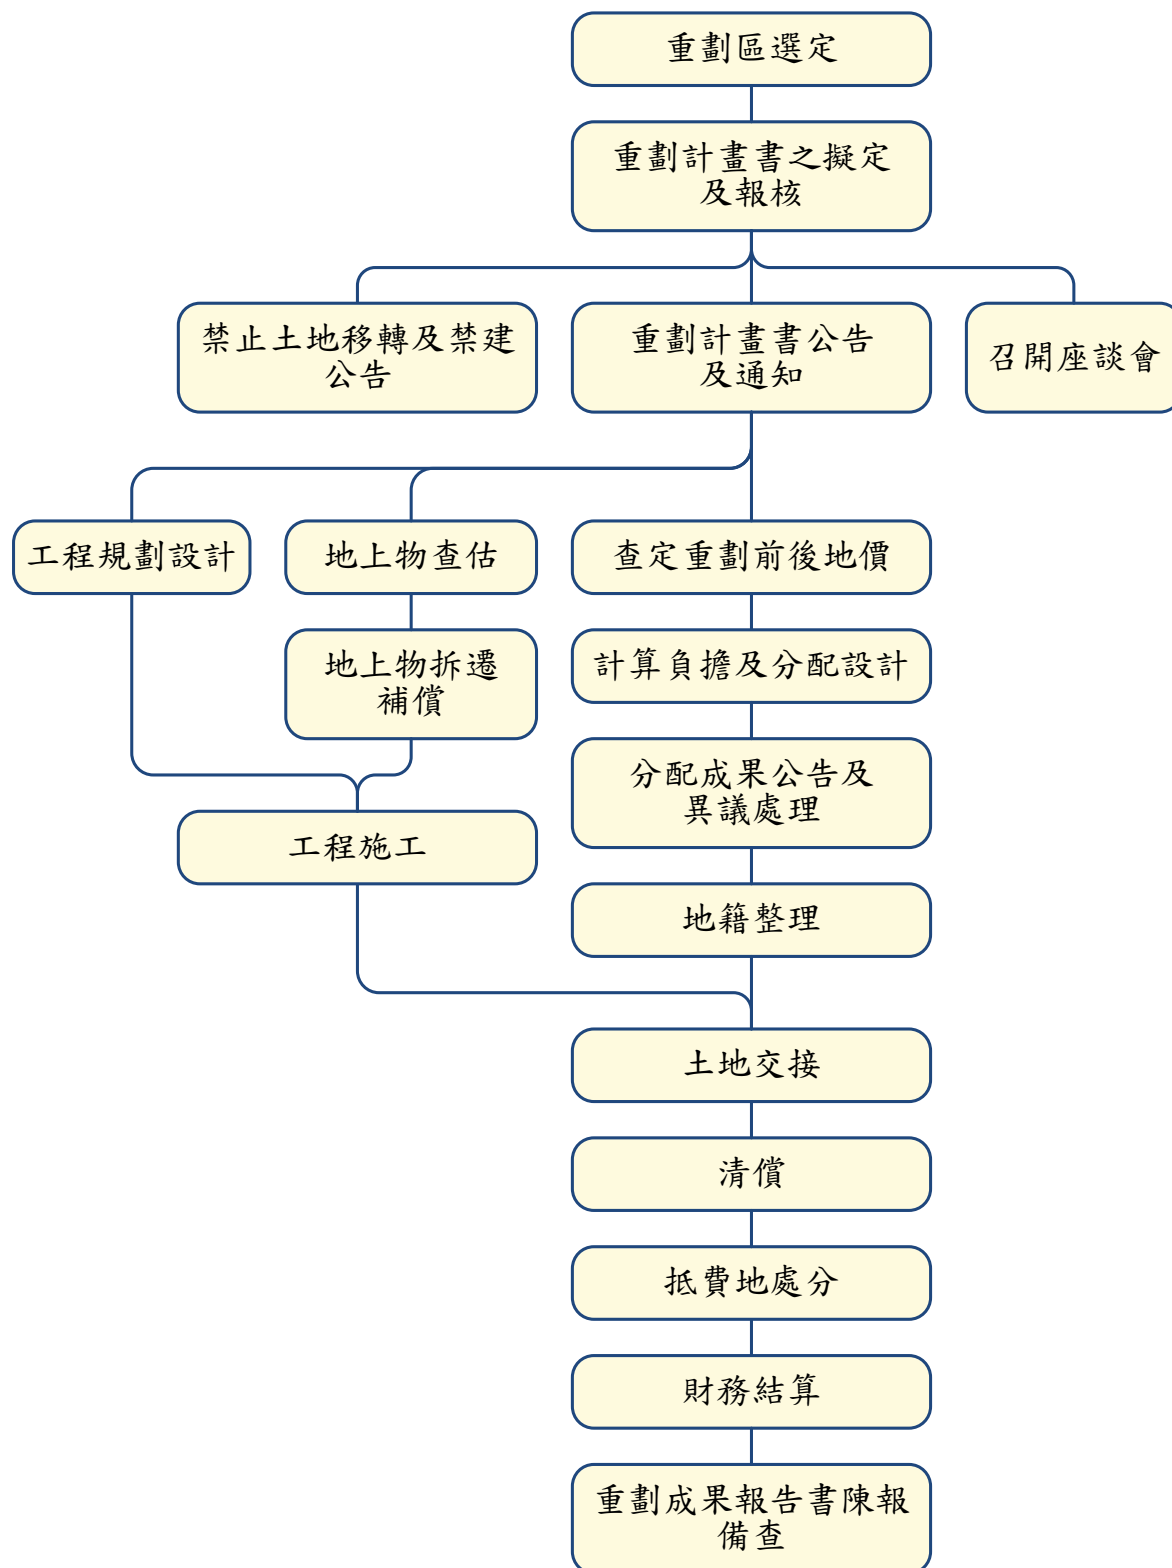 重劃區選定
重劃計畫書之擬定
及報核
禁止土地移轉及禁建
公告
重劃計畫書公告
及通知
召開座談會
工程規劃設計
地上物查估
查定重劃前後地價
地上物拆遷
補償
計算負擔及分配設計
分配成果公告及
異議處理
工程施工
地籍整理
土地交接
清償
抵費地處分
財務結算
重劃成果報告書陳報
備查